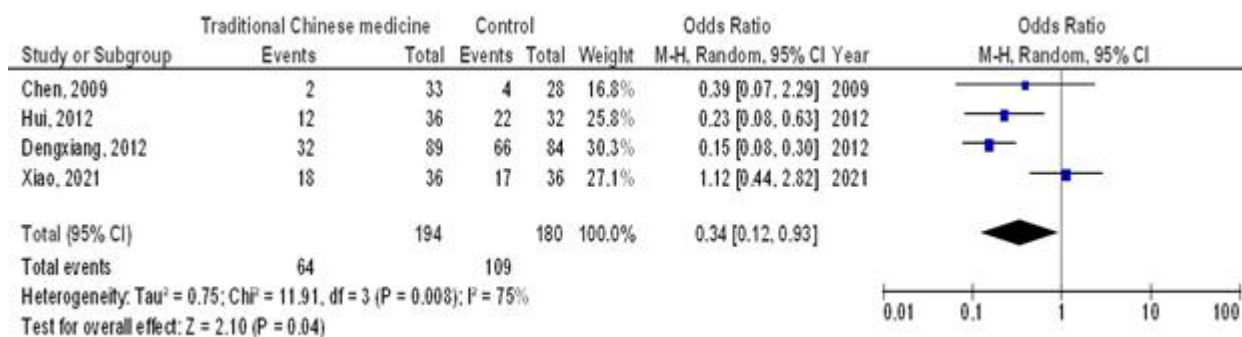 Traditional Chinese medicine Control Odds Ratio Odds Ratio
Study or Subgroup Events Total Events Total Weight M-H, Random, 95% CI Year M-H, Random, 95% CI
Chen, 2009 2 33 4 28 16.8% 0.39 [0.07, 2.29] 2009
Hui, 2012 12 36 22 32 25.8% 0.23 [0.08, 0.63] 2012
Dengxiang, 2012 32 89 66 84 30.3% 0.15 [0.08, 0.30] 2012
Xiao, 2021 18 36 17 36 27.1% 1.12 [0.44, 2.82] 2021
Total (95% CI) 194 180 100.0% 0.34 [0.12, 0.93]
Total events 64 109
Heterogeneity: Tau² = 0.75; Chi² = 11.91, df = 3 (P = 0.008); I² = 75%
Test for overall effect: Z = 2.10 (P = 0.04)
0.01 0.1 1 10 100